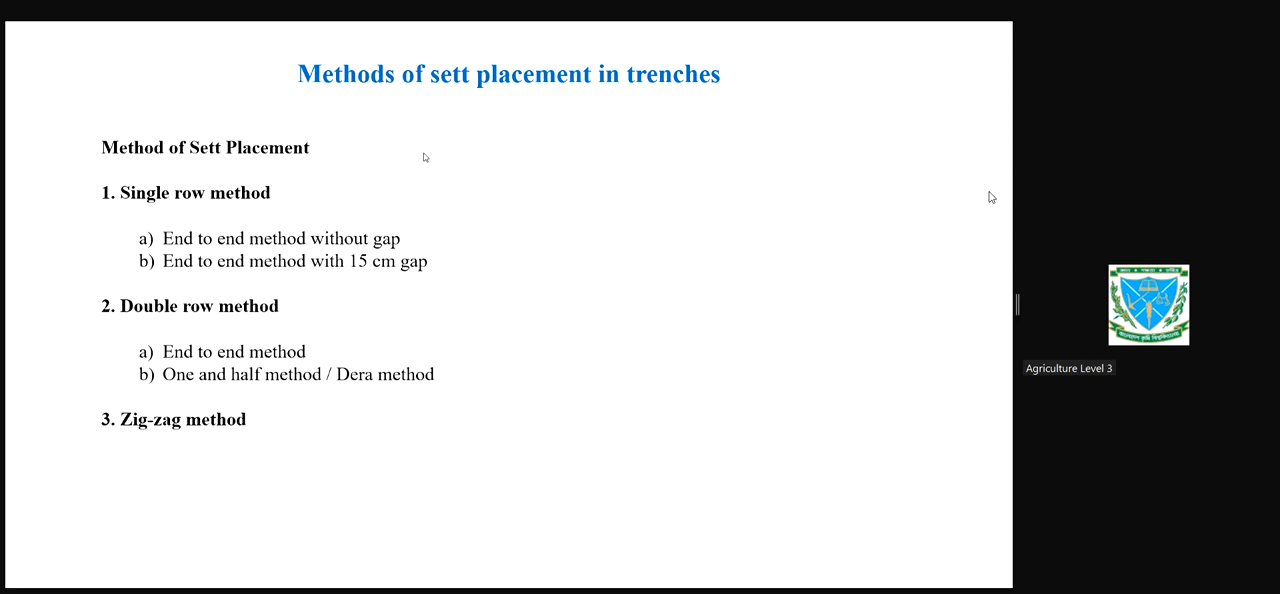 Methods of sett placement in trenches
Method of Sett Placement
1. Single row method
a) End to end method without gap
b) End to end method with 15 cm gap
2. Double row method
a) End to end method
b) One and half method / Dera method
3. Zig-zag method
Agriculture Level 3